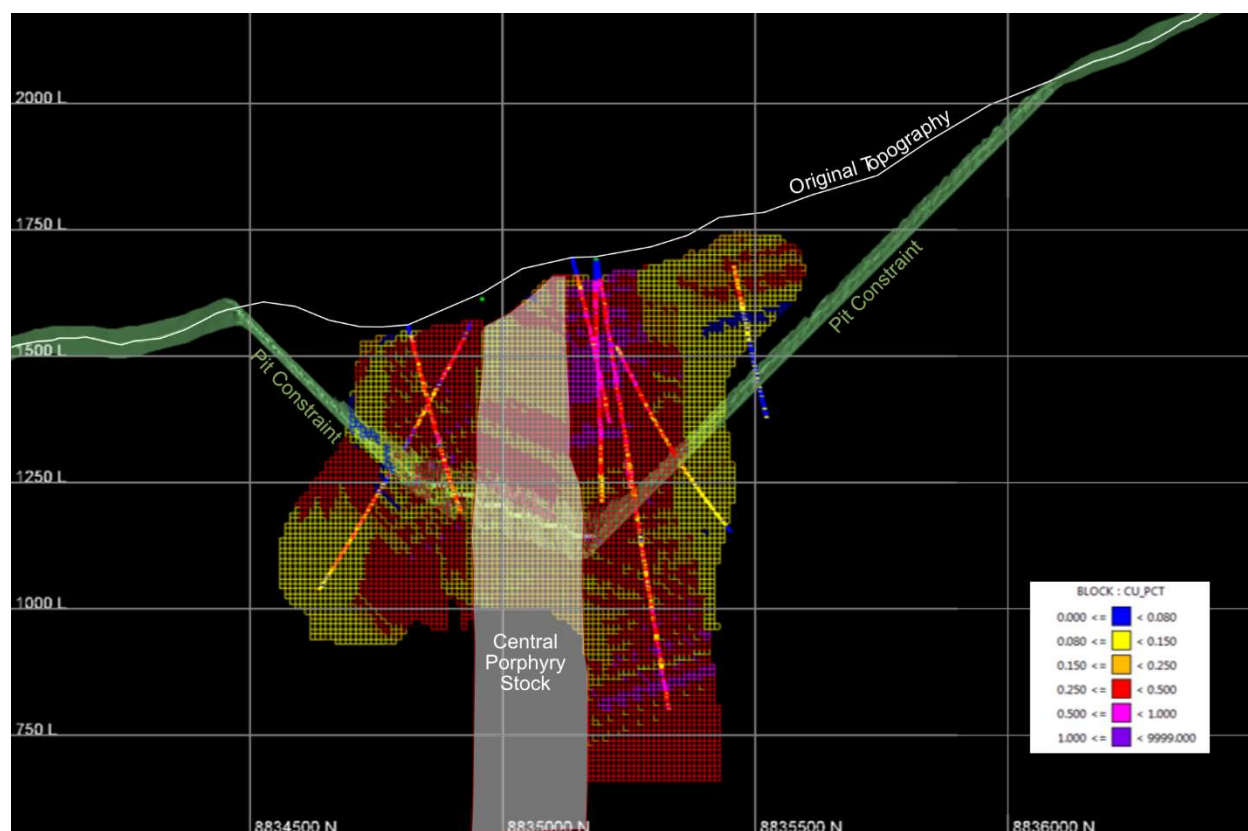 2000 L
Original Topography
1750 L
Pit Constraint
1500 L
Pit Constraint
1250 L
1000 L
Central
Porphyry
Stock
750 L
8834500 N
8835000 N
8835500 N
8836000 N
BLOCK : CU_PCT
0.000 <= < 0.080
0.080 <= < 0.150
0.150 <= < 0.250
0.250 <= < 0.500
0.500 <= < 1.000
1.000 <= < 9999.000